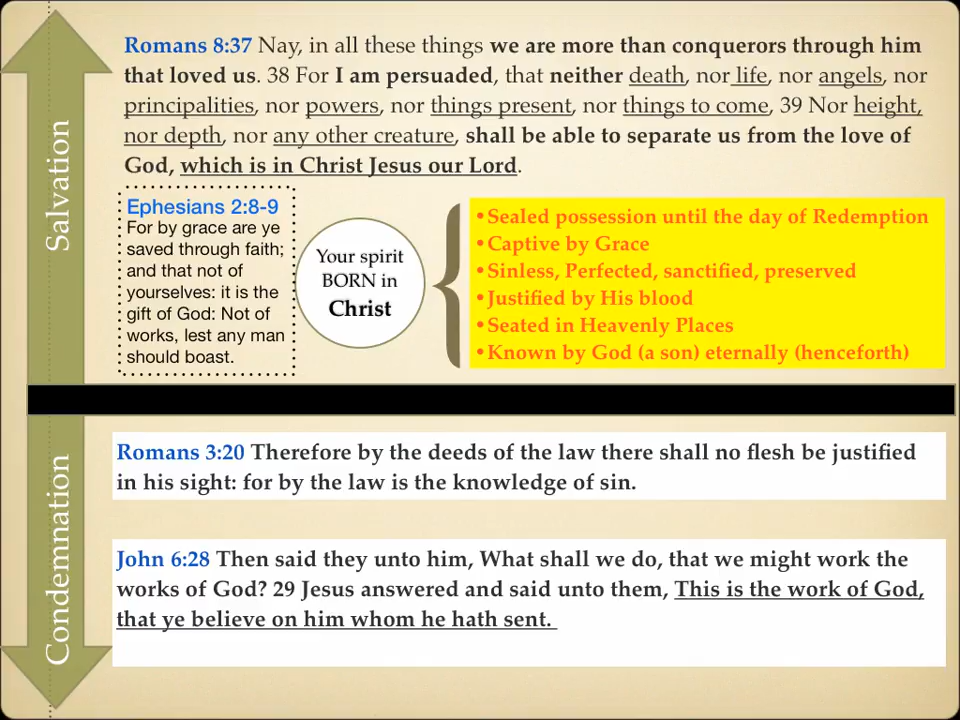 Salvation
Romans 8:37 Nay, in all these things we are more than conquerors through him
that loved us. 38 For I am persuaded, that neither death, nor life, nor angels, nor
principalities, nor powers, nor things present, nor things to come, 39 Nor height,
nor depth, nor any other creature, shall be able to separate us from the love of
God, which is in Christ Jesus our Lord.
Ephesians 2:8-9
For by grace are ye
saved through faith;
and that not of
yourselves: it is the
gift of God: Not of
works, lest any man
should boast.
Your spirit
BORN in
Christ
•Sealed possession until the day of Redemption
•Captive by Grace
•Sinless, Perfected, sanctified, preserved
•Justified by His blood
•Seated in Heavenly Places
•Known by God (a son) eternally (henceforth)
Condemnation
Romans 3:20 Therefore by the deeds of the law there shall no flesh be justified
in his sight: for by the law is the knowledge of sin.
John 6:28 Then said they unto him, What shall we do, that we might work the
works of God? 29 Jesus answered and said unto them, This is the work of God,
that ye believe on him whom he hath sent.